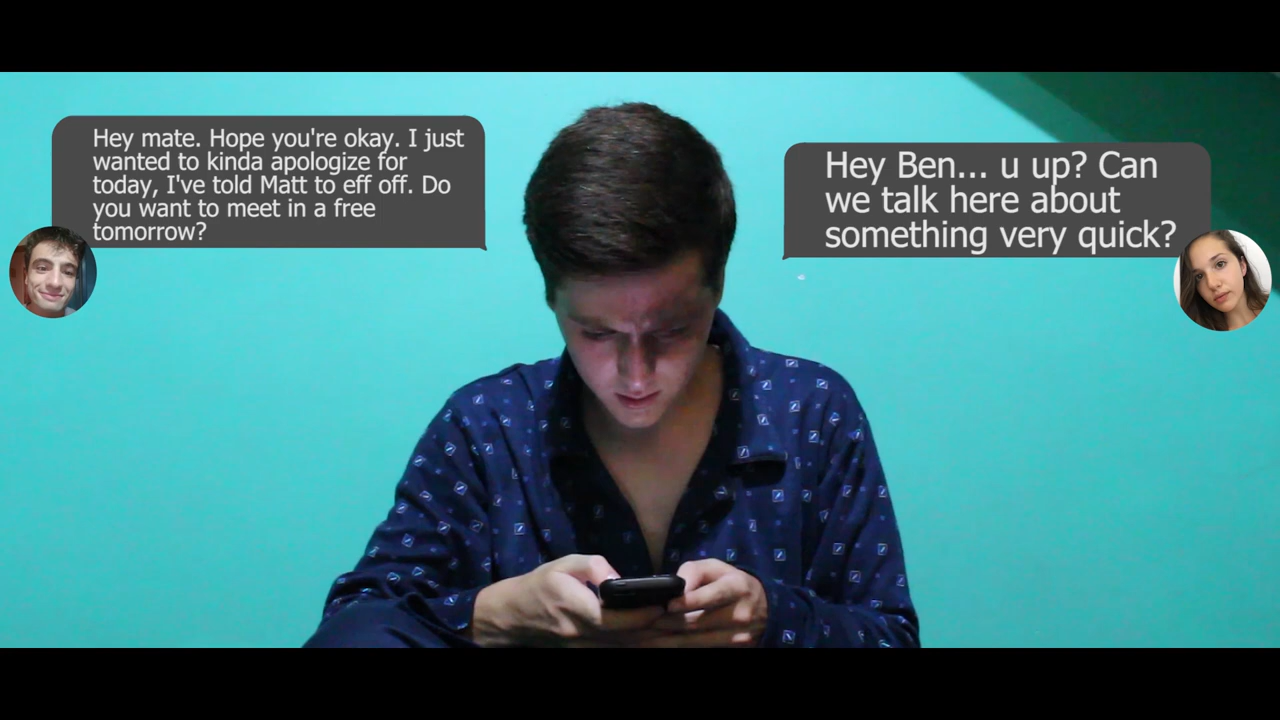 Hey mate. Hope you're okay. I just
wanted to kinda apologize for
today, I've told Matt to eff off. Do
you want to meet in a free
tomorrow?
Hey Ben... u up? Can
we talk here about
something very quick?